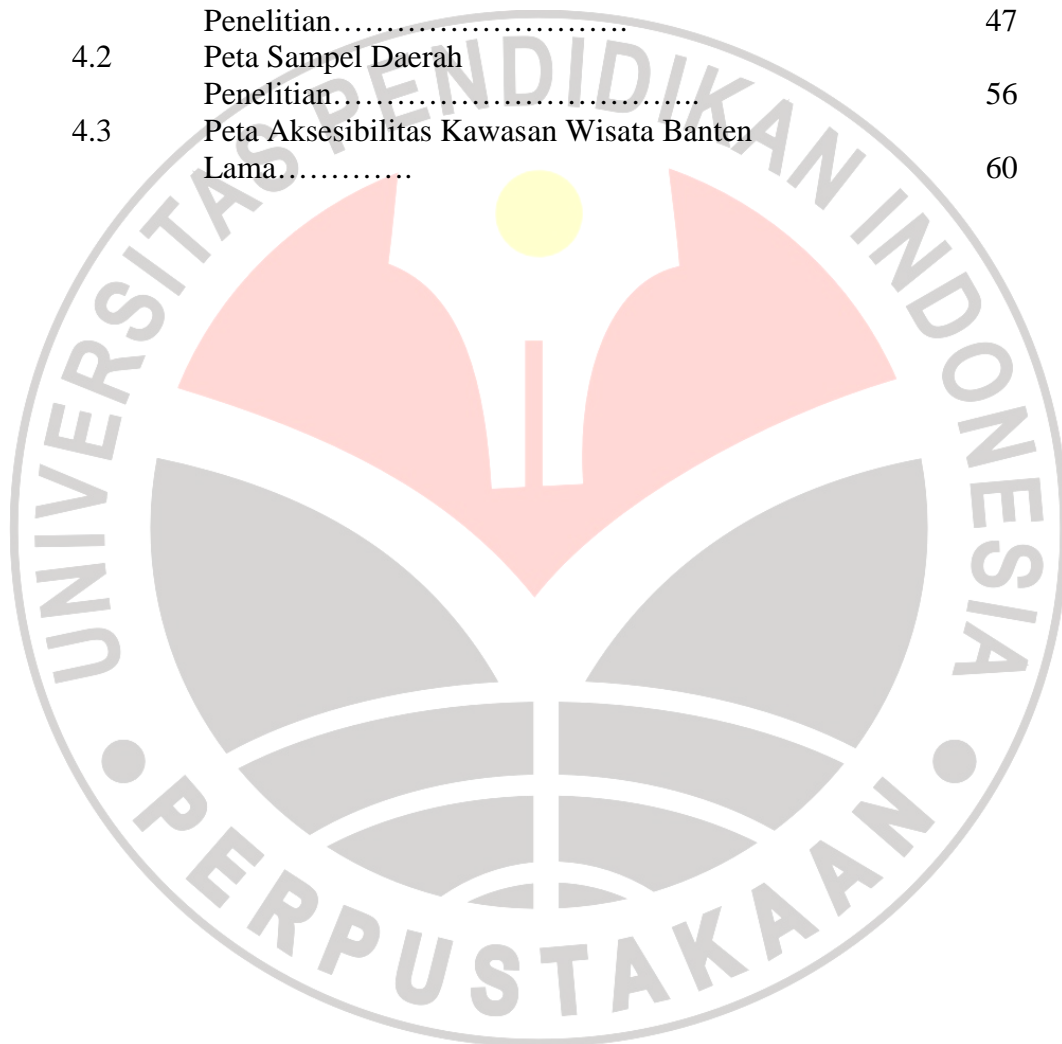 Penelitian………………………. 47
4.2 Peta Sampel Daerah
Penelitian…………………………….. 56
4.3 Peta Aksesibilitas Kawasan Wisata Banten
Lama…………. 60
UNIVERSITAS PENDIDIKAN INDONESIA
PERPUSTAKAAN